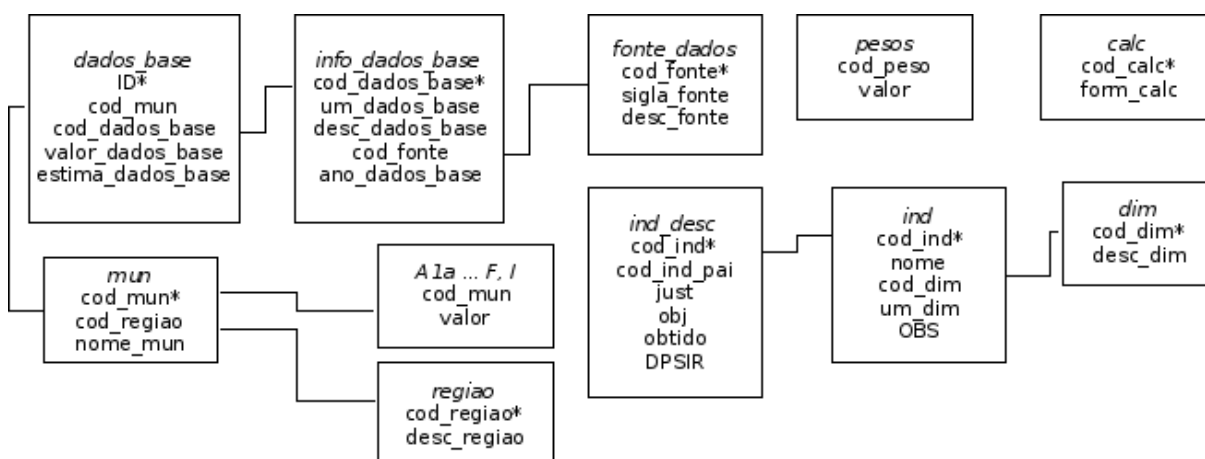 dados_base
ID*
cod_mun
cod_dados_base
valor_dados_base
estima_dados_base
info_dados_base
cod_dados_base*
um_dados_base
desc_dados_base
cod_fonte
ano_dados_base
fonte_dados
cod_fonte*
sigla_fonte
desc_fonte
pesos
cod_peso
valor
calc
cod_calc*
form_calc
mun
cod_mun*
cod_regiao
nome_mun
A1a ... F, I
cod_mun
valor
regiao
cod_regiao*
desc_regiao
ind_desc
cod_ind*
cod_ind_pai
just
obj
obtido
DPSIR
ind
cod_ind*
nome
cod_dim
um_dim
OBS
dim
cod_dim*
desc_dim